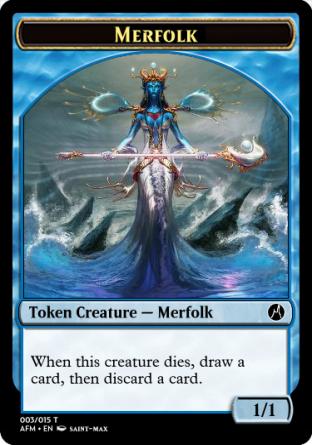 MERFOLK
Token Creature — Merfolk
When this creature dies, draw a
card, then discard a card.
1/1
003/015 T
AFM • EN SAINT-MAX